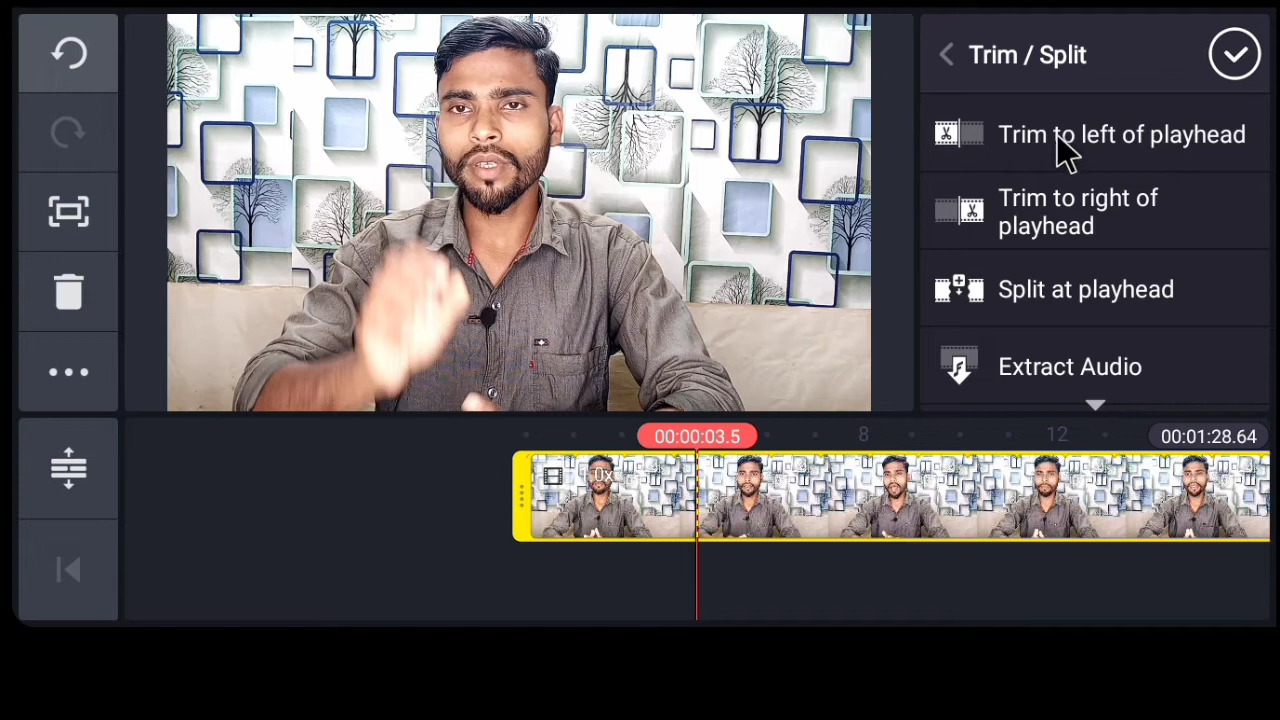 Trim / Split
Trim to left of playhead
Trim to right of
playhead
Split at playhead
Extract Audio
00:00:03.5
8
12
00:01:28.64